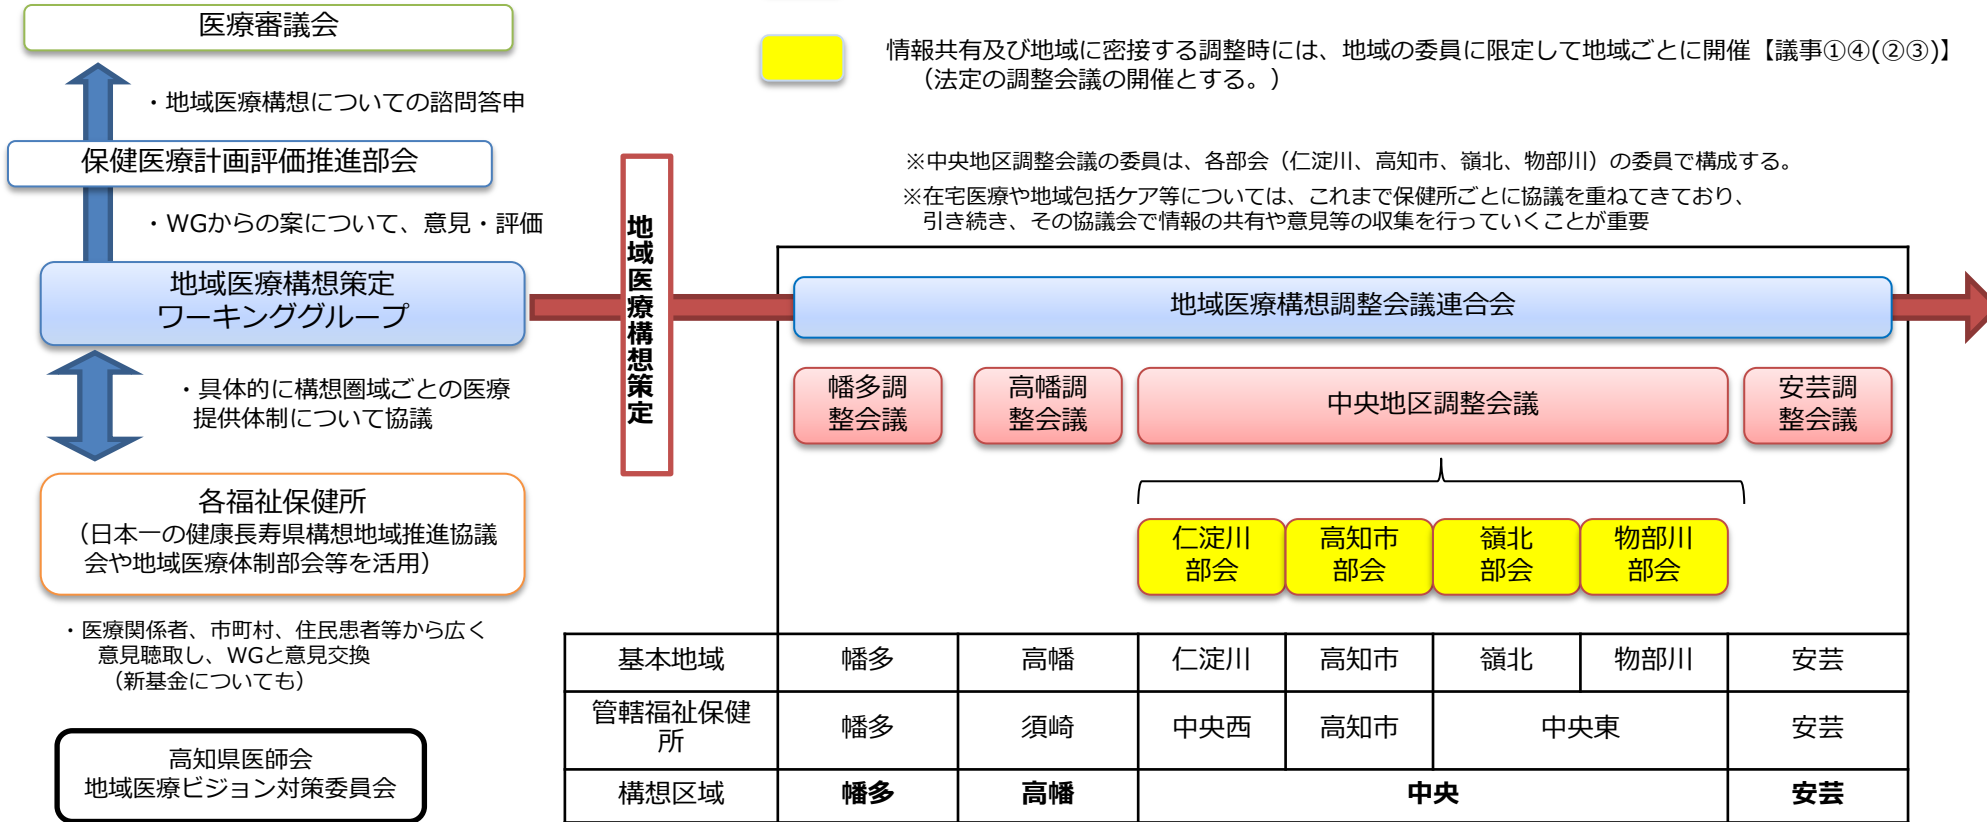 医療審議会
・地域医療構想についての諮問答申
保健医療計画評価推進部会
・WGからの案について、意見・評価
地域医療構想策定
ワーキンググループ
・具体的に構想圏域ごとの医療
提供体制について協議
各福祉保健所
（日本一の健康長寿県構想地域推進協議
会や地域医療体制部会等を活用）
・医療関係者、市町村、住民患者等から広く
意見聴取し、WGと意見交換
（新基金についても）
高知県医師会
地域医療ビジョン対策委員会
地域医療構想策定
情報共有及び地域に密接する調整時には、地域の委員に限定して地域ごとに開催【議事①④(②③)】
（法定の調整会議の開催とする。）
※中央地区調整会議の委員は、各部会（仁淀川、高知市、嶺北、物部川）の委員で構成する。
※在宅医療や地域包括ケア等については、これまで保健所ごとに協議を重ねてきており、
引き続き、その協議会で情報の共有や意見等の収集を行っていくことが重要
地域医療構想調整会議連合会
幡多調
整会議
高幡調
整会議
中央地区調整会議
安芸調
整会議
仁淀川
部会
高知市
部会
嶺北
部会
物部川
部会
基本地域 幡多 高幡 仁淀川 高知市 嶺北 物部川 安芸
管轄福祉保健
所 幡多 須崎 中央西 高知市 中央東 安芸
構想区域 幡多 高幡 中央 安芸